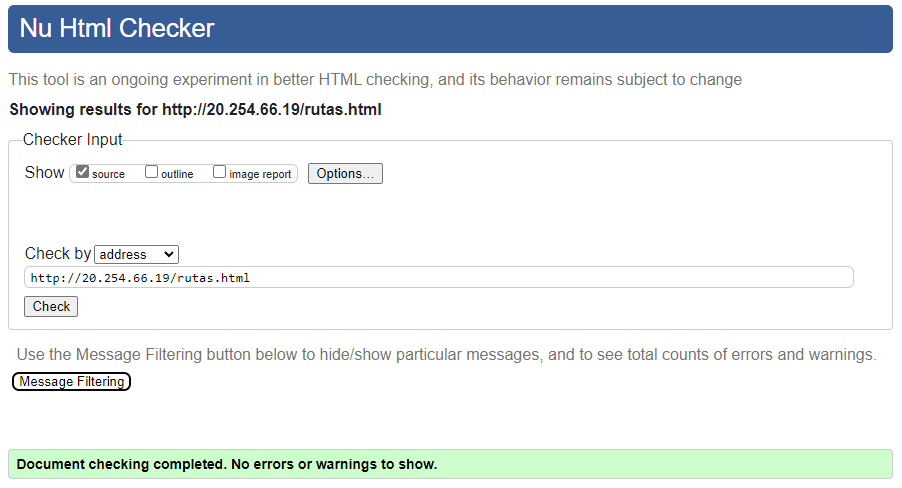 Nu Html Checker
This tool is an ongoing experiment in better HTML checking, and its behavior remains subject to change
Showing results for http://20.254.66.19/rutas.html
Checker Input
Show source outline image report Options...
Check by address
http://20.254.66.19/rutas.html
Check
Use the Message Filtering button below to hide/show particular messages, and to see total counts of errors and warnings.
Message Filtering
Document checking completed. No errors or warnings to show.